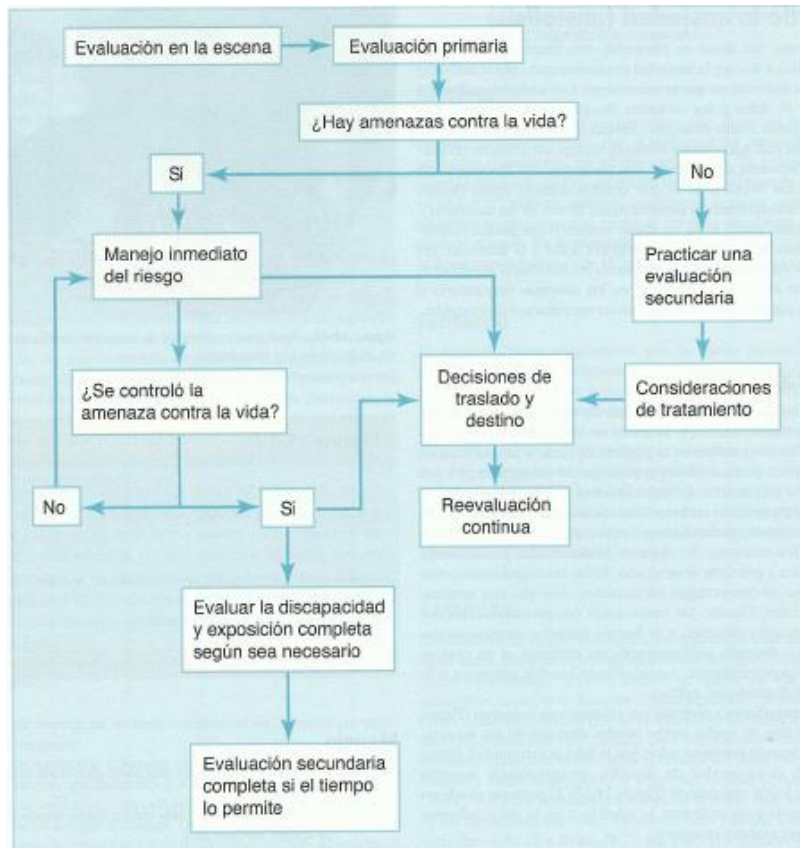 Evaluación en la escena
Evaluación primaria
¿Hay amenazas contra la vida?
Sí
No
Manejo inmediato
del riesgo
Practicar una
evaluación
secundaria
¿Se controló la
amenaza contra la vida?
Decisiones de
traslado y
destino
Consideraciones
de tratamiento
No
Si
Reevaluación
continua
Evaluar la discapacidad
y exposición completa
según sea necesario
Evaluación secundaria
completa si el tiempo
lo permite